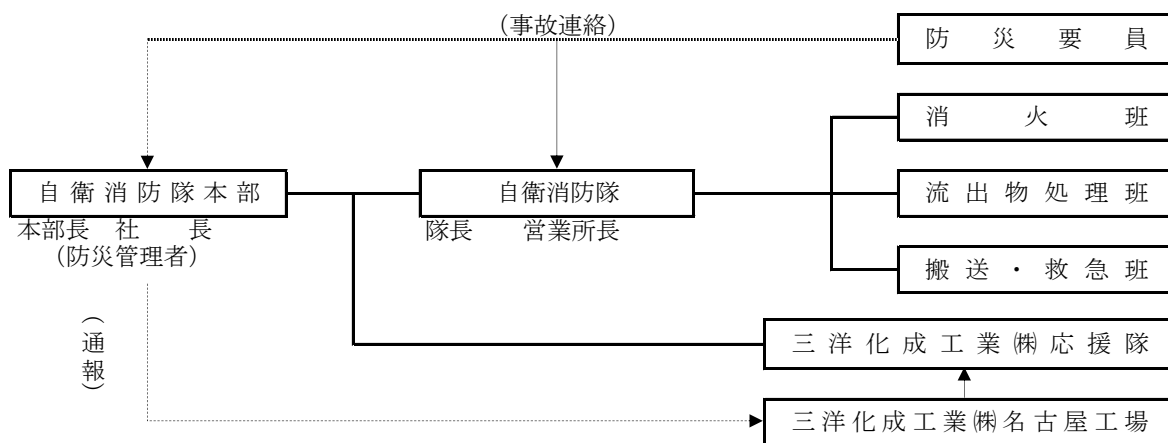 (事故連絡)
防災要員
消火班
自衛消防隊本部
自衛消防隊
流出物処理班
本部長 社 長
隊長 営業所長
(防災管理者)
搬送・救急班
(通報)
三洋化成工業㈱応援隊
三洋化成工業㈱名古屋工場